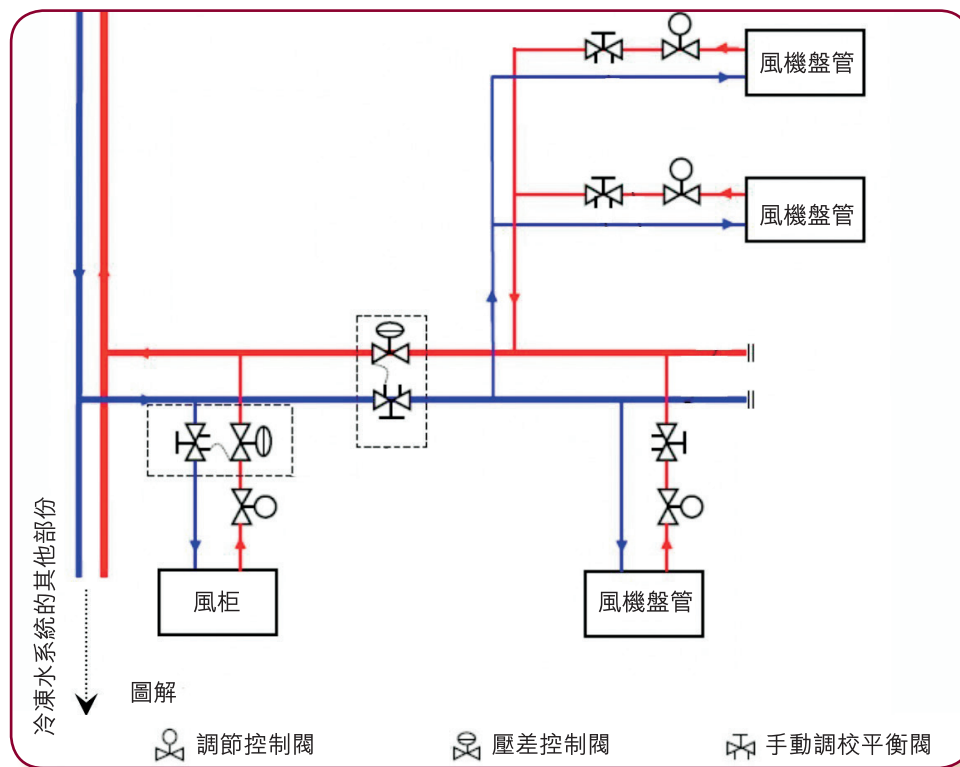 風機盤管
風機盤管
風柜
風機盤管
冷凍水系統的其他部份
圖解
調節控制閥
壓差控制閥
手動調校平衡閥